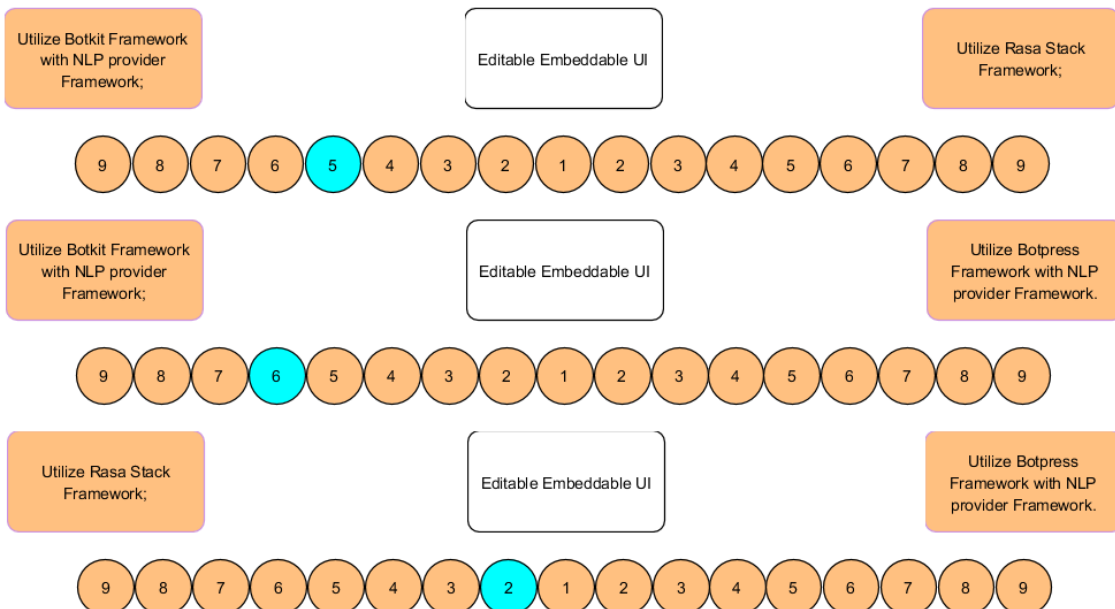 Utilize Botkit Framework
with NLP provider
Framework;
Editable Embeddable UI
Utilize Rasa Stack
Framework;
9 8 7 6 5 4 3 2 1 2 3 4 5 6 7 8 9
Utilize Botkit Framework
with NLP provider
Framework;
Editable Embeddable UI
Utilize Botpress
Framework with NLP
provider Framework.
9 8 7 6 5 4 3 2 1 2 3 4 5 6 7 8 9
Utilize Rasa Stack
Framework;
Editable Embeddable UI
Utilize Botpress
Framework with NLP
provider Framework.
9 8 7 6 5 4 3 2 1 2 3 4 5 6 7 8 9